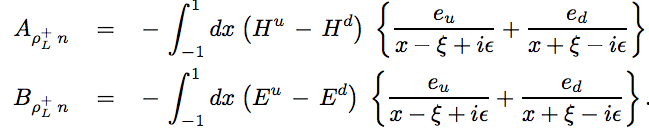 $A_{\rho_L^+ \, n} = - \int_{-1}^{1} dx \, (H^u - H^d) \left\{ \frac{e_u}{x - \xi + i\epsilon} + \frac{e_d}{x + \xi - i\epsilon} \right\}$
$B_{\rho_L^+ \, n} = - \int_{-1}^{1} dx \, (E^u - E^d) \left\{ \frac{e_u}{x - \xi + i\epsilon} + \frac{e_d}{x + \xi - i\epsilon} \right\} .$